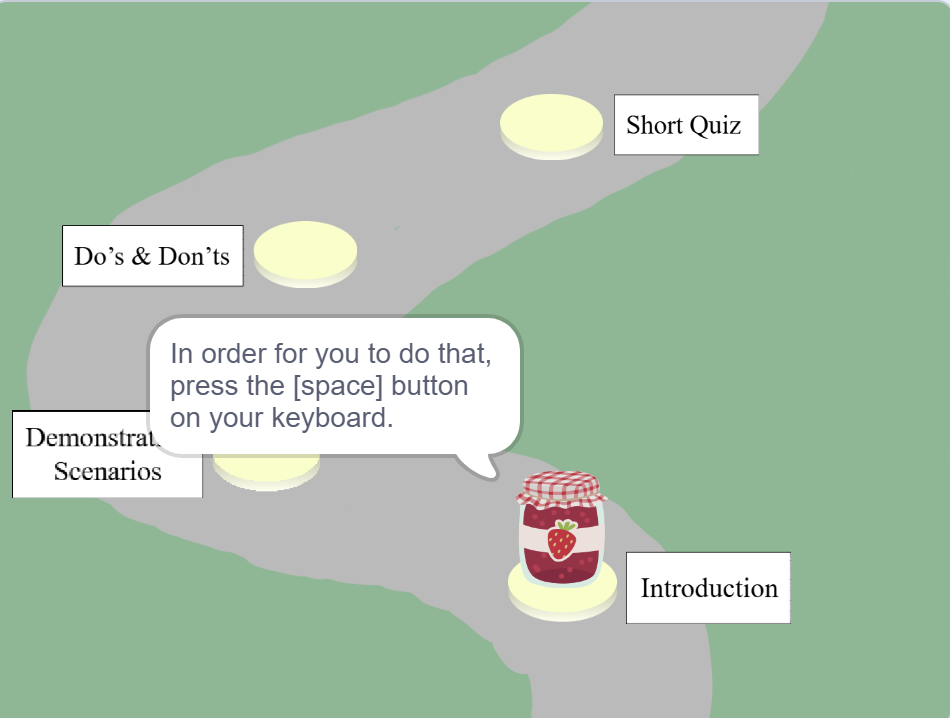 Short Quiz
Do’s & Don’ts
In order for you to do that,
press the [space] button
on your keyboard.
Scenarios
Introduction